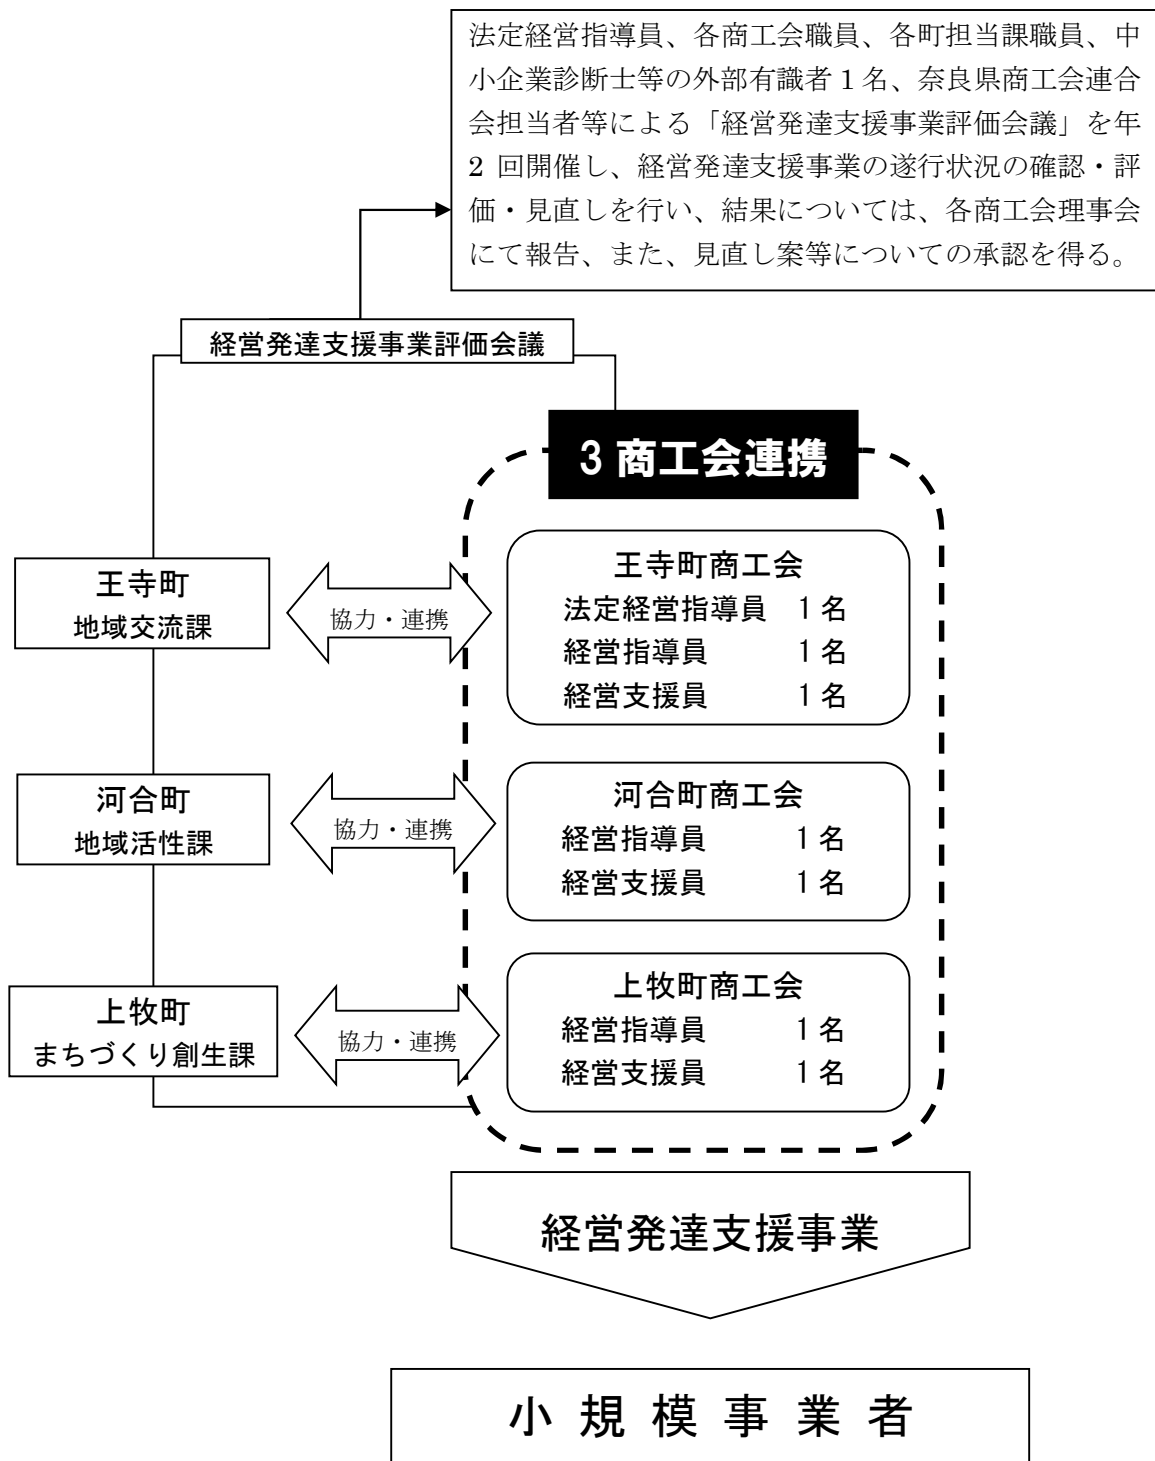 法定経営指導員、各商工会職員、各町担当課職員、中
小企業診断士等の外部有識者 1 名、奈良県商工会連合
会担当者等による「経営発達支援事業評価会議」を年
2 回開催し、経営発達支援事業の遂行状況の確認・評
価・見直しを行い、結果については、各商工会理事会
にて報告、また、見直し案等についての承認を得る。
経営発達支援事業評価会議
3 商工会連携
王寺町
地域交流課
協力・連携
王寺町商工会
法定経営指導員 1 名
経営指導員 1 名
経営支援員 1 名
河合町
地域活性課
協力・連携
河合町商工会
経営指導員 1 名
経営支援員 1 名
上牧町
まちづくり創生課
協力・連携
上牧町商工会
経営指導員 1 名
経営支援員 1 名
経営発達支援事業
小 規 模 事 業 者